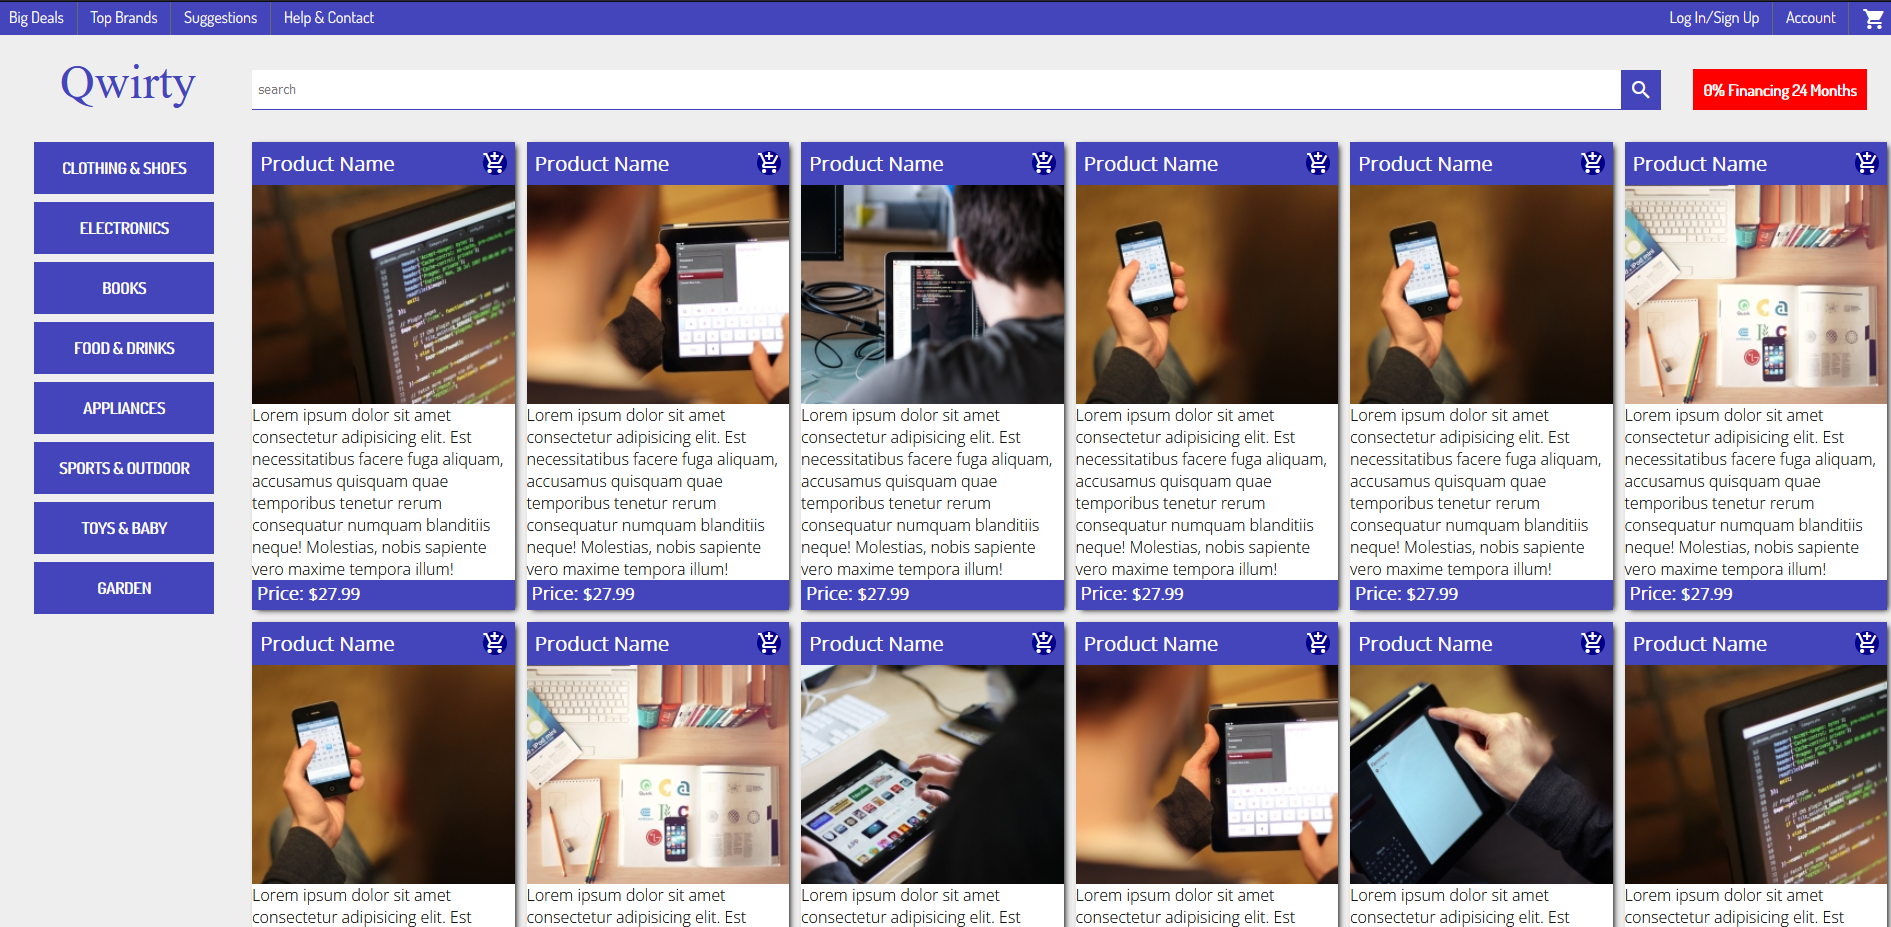 Big Deals Top Brands Suggestions Help & Contact Log In/Sign Up Account
Qwirty
search
0% Financing 24 Months
CLOTHING & SHOES
ELECTRONICS
BOOKS
FOOD & DRINKS
APPLIANCES
SPORTS & OUTDOOR
TOYS & BABY
GARDEN
Product Name
Lorem ipsum dolor sit amet
consectetur adipisicing elit. Est
necessitatibus facere fuga aliquam,
accusamus quisquam quae
temporibus tenetur rerum
consequatur numquam blanditiis
neque! Molestias, nobis sapiente
vero maxime tempora illum!
Price: $27.99
Product Name
Lorem ipsum dolor sit amet
consectetur adipisicing elit. Est
necessitatibus facere fuga aliquam,
accusamus quisquam quae
temporibus tenetur rerum
consequatur numquam blanditiis
neque! Molestias, nobis sapiente
vero maxime tempora illum!
Price: $27.99
Product Name
Lorem ipsum dolor sit amet
consectetur adipisicing elit. Est
necessitatibus facere fuga aliquam,
accusamus quisquam quae
temporibus tenetur rerum
consequatur numquam blanditiis
neque! Molestias, nobis sapiente
vero maxime tempora illum!
Price: $27.99
Product Name
Lorem ipsum dolor sit amet
consectetur adipisicing elit. Est
necessitatibus facere fuga aliquam,
accusamus quisquam quae
temporibus tenetur rerum
consequatur numquam blanditiis
neque! Molestias, nobis sapiente
vero maxime tempora illum!
Price: $27.99
Product Name
Lorem ipsum dolor sit amet
consectetur adipisicing elit. Est
necessitatibus facere fuga aliquam,
accusamus quisquam quae
temporibus tenetur rerum
consequatur numquam blanditiis
neque! Molestias, nobis sapiente
vero maxime tempora illum!
Price: $27.99
Product Name
Lorem ipsum dolor sit amet
consectetur adipisicing elit. Est
necessitatibus facere fuga aliquam,
accusamus quisquam quae
temporibus tenetur rerum
consequatur numquam blanditiis
neque! Molestias, nobis sapiente
vero maxime tempora illum!
Price: $27.99
Product Name
Lorem ipsum dolor sit amet
consectetur adipisicing elit. Est
Product Name
Lorem ipsum dolor sit amet
consectetur adipisicing elit. Est
Product Name
Lorem ipsum dolor sit amet
consectetur adipisicing elit. Est
Product Name
Lorem ipsum dolor sit amet
consectetur adipisicing elit. Est
Product Name
Lorem ipsum dolor sit amet
consectetur adipisicing elit. Est
Product Name
Lorem ipsum dolor sit amet
consectetur adipisicing elit. Est